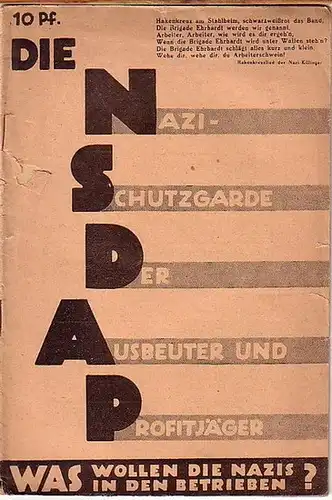 10 Pf.
Hakenkreuz am Stahlhelm, schwarzweißrot das Band,
Die Brigade Ehrhardt werden wir genannt.
Arbeiter, Arbeiter, wie wird es dir ergeh'n,
Wenn die Brigade Ehrhardt wird unter Waffen steh'n?
Die Brigade Ehrhardt schlägt alles kurz und klein.
Wehe dir, wehe dir, du Arbeiterschwein!
Hakenkreuzlied des Nazi Killinger
DIE
NAZI-
SCHUTZGARDE
DER
AUSBEUTER UND
PROFITJÄGER
WAS WOLLEN DIE NAZIS
IN DEN BETRIEBEN?